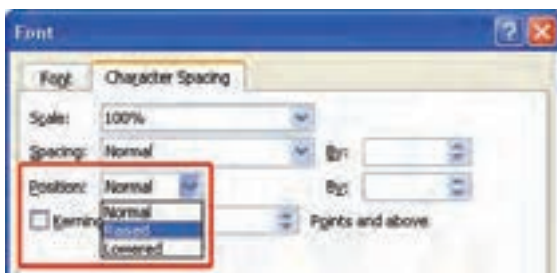 Font
Font Character Spacing
Scale: 100%
Spacing: Normal By:
Position: Normal By:
Normal
Raised
Lowered
Points and above